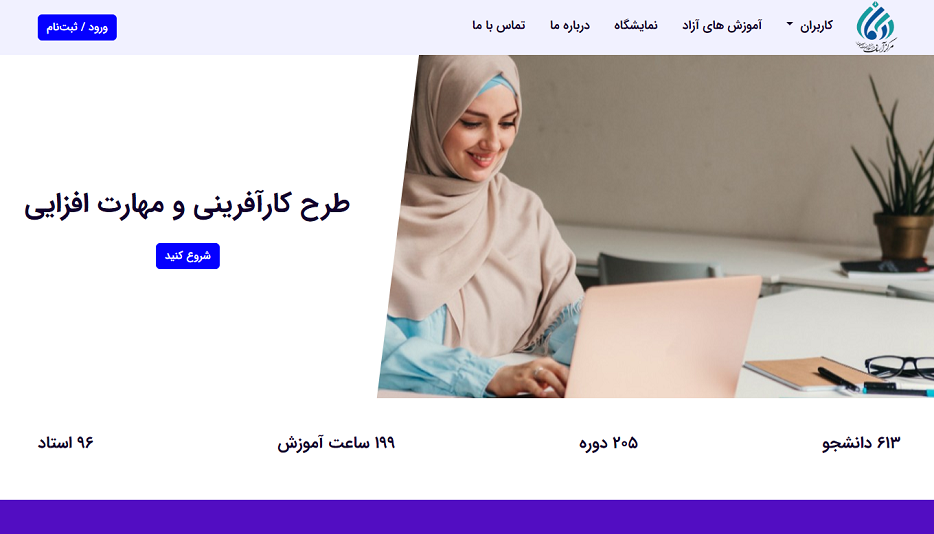 کاربران
آموزش های آزاد
نمایشگاه
درباره ما
تماس با ما
ورود / ثبت‌نام
طرح کارآفرینی و مهارت افزایی
شروع کنید
۶۱۳ دانشجو
۲۰۵ دوره
۱۹۹ ساعت آموزش
۹۶ استاد